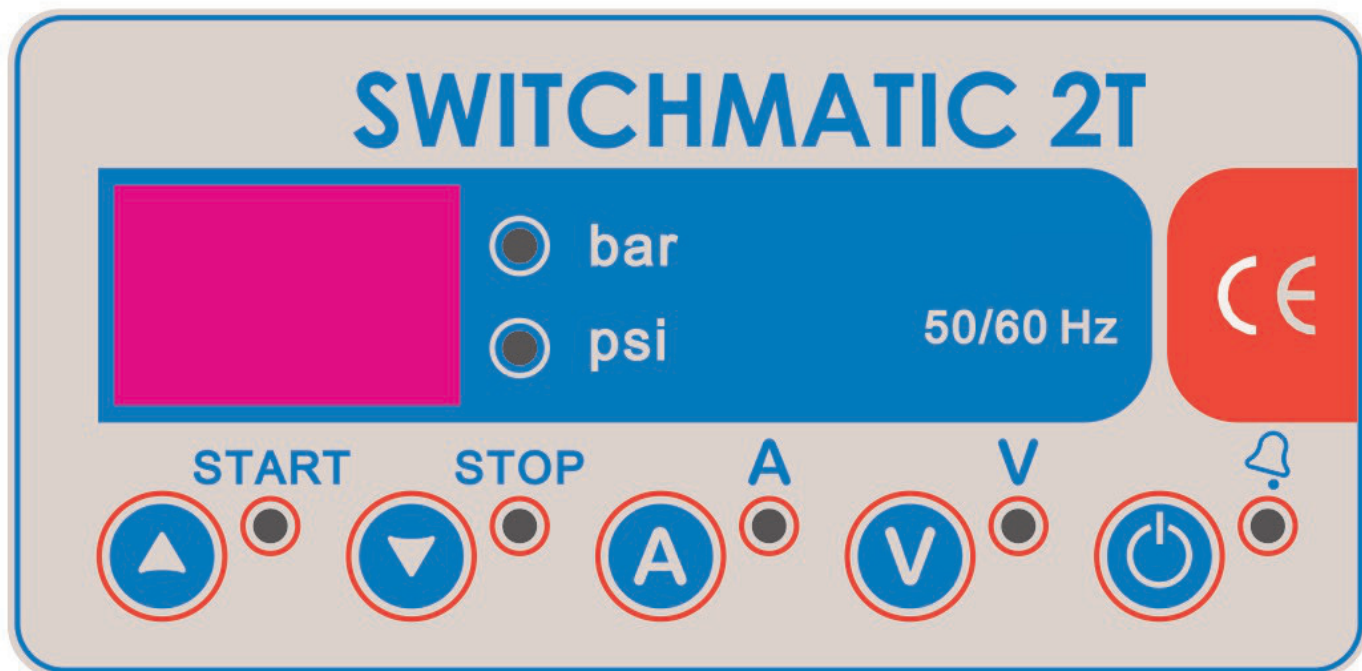 SWITCHMATIC 2T
bar
psi
50/60 Hz
CE
START
STOP
A
V
A
V